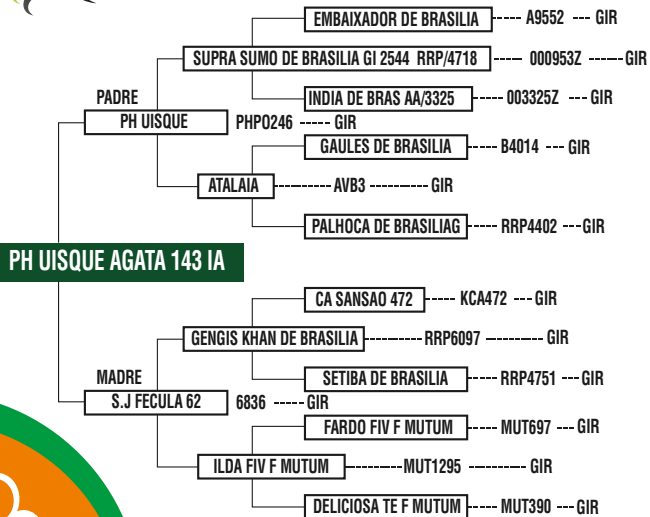 EMBAIXADOR DE BRASILIA ----- A9552 --- GIR
SUPRA SUMO DE BRASILIA GI 2544 RRP/4718 ----- 000953Z ------GIR
PADRE
INDIA DE BRAS AA/3325 ----- 003325Z --- GIR
PH UISQUE PHPO246 ----- GIR
GAULES DE BRASILIA ----- B4014 --- GIR
ATALAIA ---------- AVB3 ---------- GIR
PALHOCA DE BRASILIAG ----- RRP4402 ---GIR
PH UISQUE AGATA 143 IA
CA SANSAO 472 ----- KCA472 --- GIR
GENGIS KHAN DE BRASILIA ----------RRP6097 ---------- GIR
MADRE
SETIBA DE BRASILIA ----- RRP4751 ---GIR
S.J FECULA 62 6836 -----GIR
FARDO FIV F MUTUM ----- MUT697 --- GIR
ILDA FIV F MUTUM ----------MUT1295 ---------- GIR
DELICIOSA TE F MUTUM ----- MUT390 --- GIR